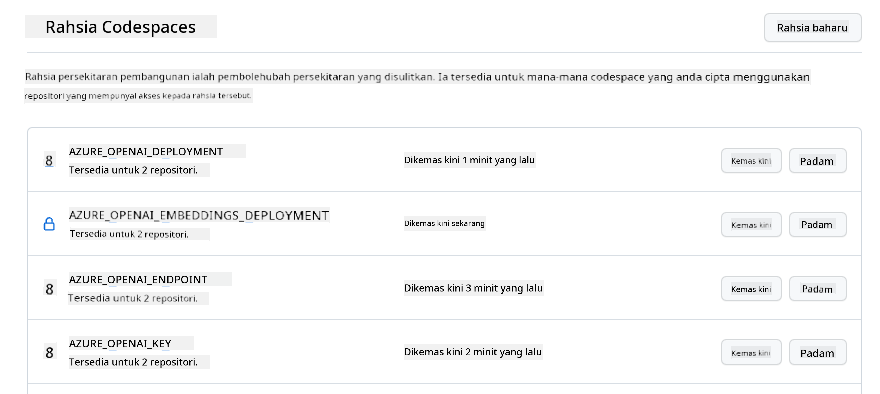 Rahsia Codespaces
Rahsia baharu
Rahsia persekitaran pembangunan ialah pembolehubah persekitaran yang disulitkan. Ia tersedia untuk mana-mana codespace yang anda cipta menggunakan
repositori yang mempunyai akses kepada rahsia tersebut.
8 AZURE_OPENAI_DEPLOYMENT
Tersedia untuk 2 repositori.
Dikemas kini 1 minit yang lalu
Kemas kini
Padam
AZURE_OPENAI_EMBEDDINGS_DEPLOYMENT
Tersedia untuk 2 repositori.
Dikemas kini sekarang
Kemas kini
Padam
8 AZURE_OPENAI_ENDPOINT
Tersedia untuk 2 repositori.
Dikemas kini 3 minit yang lalu
Kemas kini
Padam
8 AZURE_OPENAI_KEY
Tersedia untuk 2 repositori.
Dikemas kini 2 minit yang lalu
Kemas kini
Padam